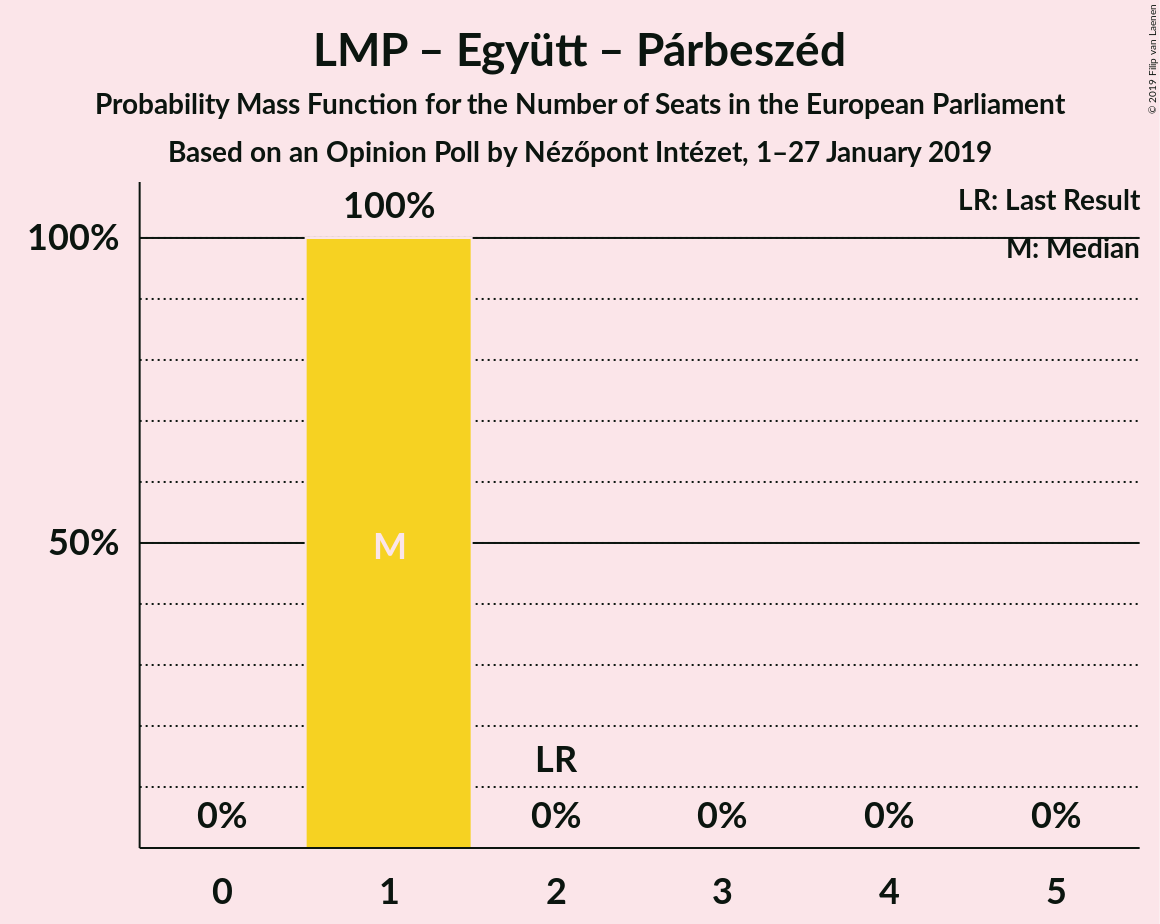 LMP – Együtt – Párbeszéd
Probability Mass Function for the Number of Seats in the European Parliament
Based on an Opinion Poll by Nézőpont Intézet, 1–27 January 2019
© 2019 Filip van Laenen
LR: Last Result
M: Median
100%
100%
50%
M
LR
0%
0%
0%
0%
0%
0
1
2
3
4
5